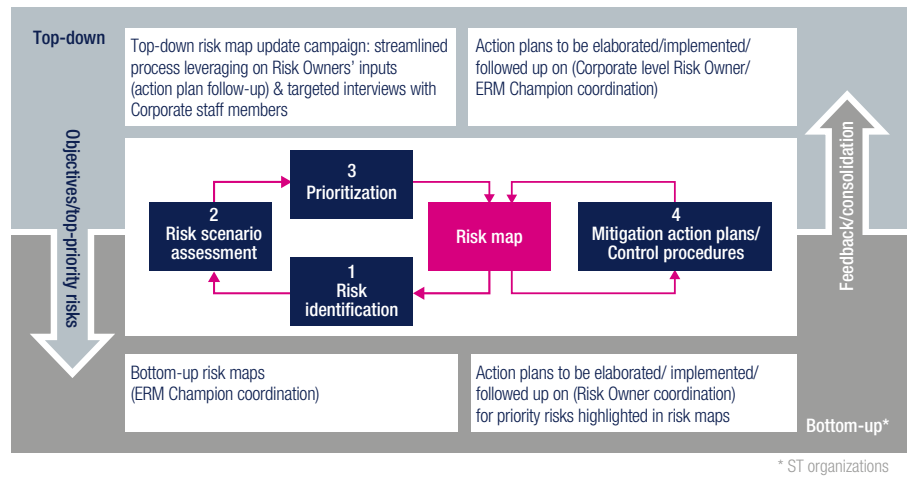 Top-down
Top-down risk map update campaign: streamlined
process leveraging on Risk Owners' inputs
(action plan follow-up) & targeted interviews with
Corporate staff members
Action plans to be elaborated/implemented/
followed up on (Corporate level Risk Owner/
ERM Champion coordination)
Objectives/top-priority risks
3
Prioritization
2
Risk scenario
assessment
Risk map
4
Mitigation action plans/
Control procedures
1
Risk
identification
Feedback/consolidation
Bottom-up risk maps
(ERM Champion coordination)
Action plans to be elaborated/ implemented/
followed up on (Risk Owner coordination)
for priority risks highlighted in risk maps
Bottom-up*
* ST organizations